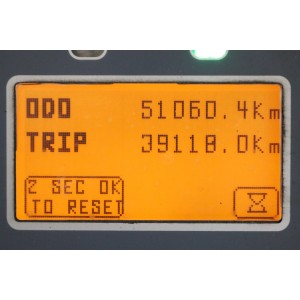 ODO 51060.4Km
TRIP 39118.0Km
2 SEC OK
TO RESET